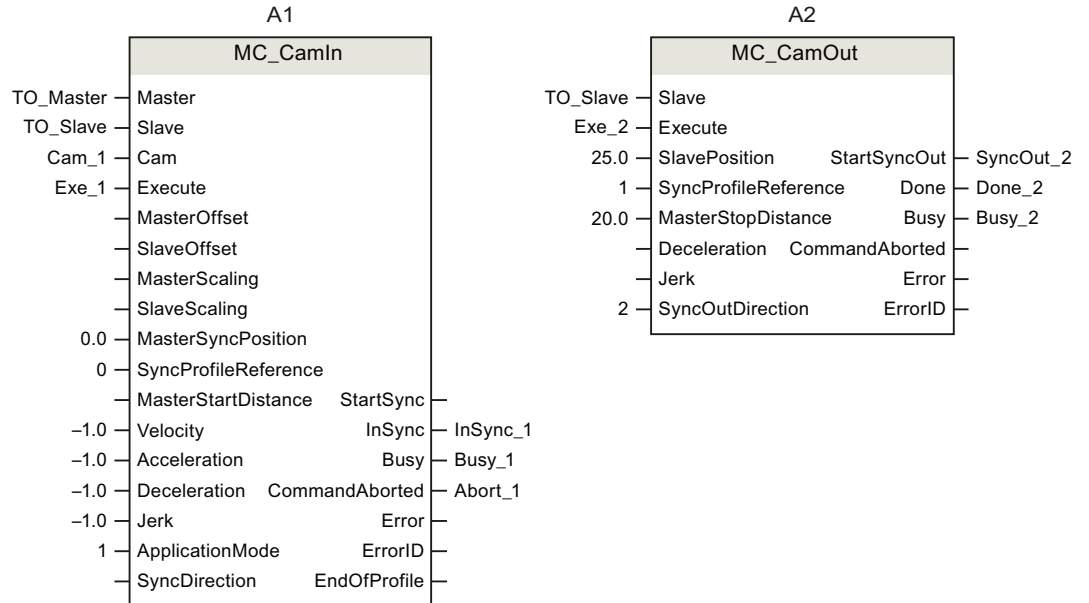 A1
MC_CamIn
TO_Master Master
TO_Slave Slave
Cam_1 Cam
Exe_1 Execute
MasterOffset
SlaveOffset
MasterScaling
SlaveScaling
0.0 MasterSyncPosition
0 SyncProfileReference
MasterStartDistance StartSync
–1.0 Velocity InSync InSync_1
–1.0 Acceleration Busy Busy_1
–1.0 Deceleration CommandAborted Abort_1
–1.0 Jerk Error
1 ApplicationMode ErrorID
SyncDirection EndOfProfile
A2
MC_CamOut
TO_Slave Slave
Exe_2 Execute
25.0 SlavePosition StartSyncOut SyncOut_2
1 SyncProfileReference Done Done_2
20.0 MasterStopDistance Busy Busy_2
Deceleration CommandAborted
Jerk Error
2 SyncOutDirection ErrorID